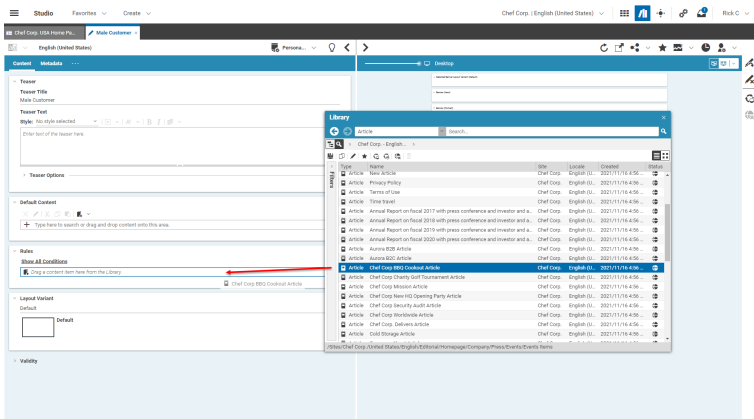 Studio Favorites Create Chef Corp. | English (United States) Rick C
Chef Corp. USA Home Pa... Male Customer ×
English (United States) Persona...
Content Metadata ··· Desktop
Teaser
Teaser Title
Male Customer
Teaser Text
Style: No style selected
Enter text of the teaser here.
Teaser Options
Default Content
Type here to search or drag and drop content onto this area.
Rules
Show All Conditions
Drag a content item here from the Library.
Chef Corp BBQ Cookout Article
Layout Variant
Default
Default
Validity
Library ×
Article Search...
Chef Corp. - English...
Filters
Type Name Site Locale Created Status
Article New Article Chef Corp. English (U... 2021/11/16 4:56 ...
Article Privacy Policy Chef Corp. English (U... 2021/11/16 4:56 ...
Article Terms of Use Chef Corp. English (U... 2021/11/16 4:56 ...
Article Time travel Chef Corp. English (U... 2021/11/16 4:56 ...
Article Annual Report on fiscal 2017 with press conference and investor and a... Chef Corp. English (U... 2021/11/16 4:56 ...
Article Annual Report on fiscal 2018 with press conference and investor and a... Chef Corp. English (U... 2021/11/16 4:56 ...
Article Annual Report on fiscal 2019 with press conference and investor and a... Chef Corp. English (U... 2021/11/16 4:56 ...
Article Annual Report on fiscal 2020 with press conference and investor and a... Chef Corp. English (U... 2021/11/16 4:56 ...
Article Aurora B2B Article Chef Corp. English (U... 2021/11/16 4:56 ...
Article Aurora B2C Article Chef Corp. English (U... 2021/11/16 4:56 ...
Article Chef Corp BBQ Cookout Article Chef Corp. English (U... 2021/11/16 4:56 ...
Article Chef Corp Charity Golf Tournament Article Chef Corp. English (U... 2021/11/16 4:56 ...
Article Chef Corp Mission Article Chef Corp. English (U... 2021/11/16 4:56 ...
Article Chef Corp New HQ Opening Party Article Chef Corp. English (U... 2021/11/16 4:56 ...
Article Chef Corp Security Audit Article Chef Corp. English (U... 2021/11/16 4:56 ...
Article Chef Corp Worldwide Article Chef Corp. English (U... 2021/11/16 4:56 ...
Article Chef Corp. Delivers Article Chef Corp. English (U... 2021/11/16 4:56 ...
Article Cold Storage Article Chef Corp. English (U... 2021/11/16 4:56 ...
/Sites/Chef Corp./United States/English/Editorial/Homepage/Company/Press/Events/Events Items